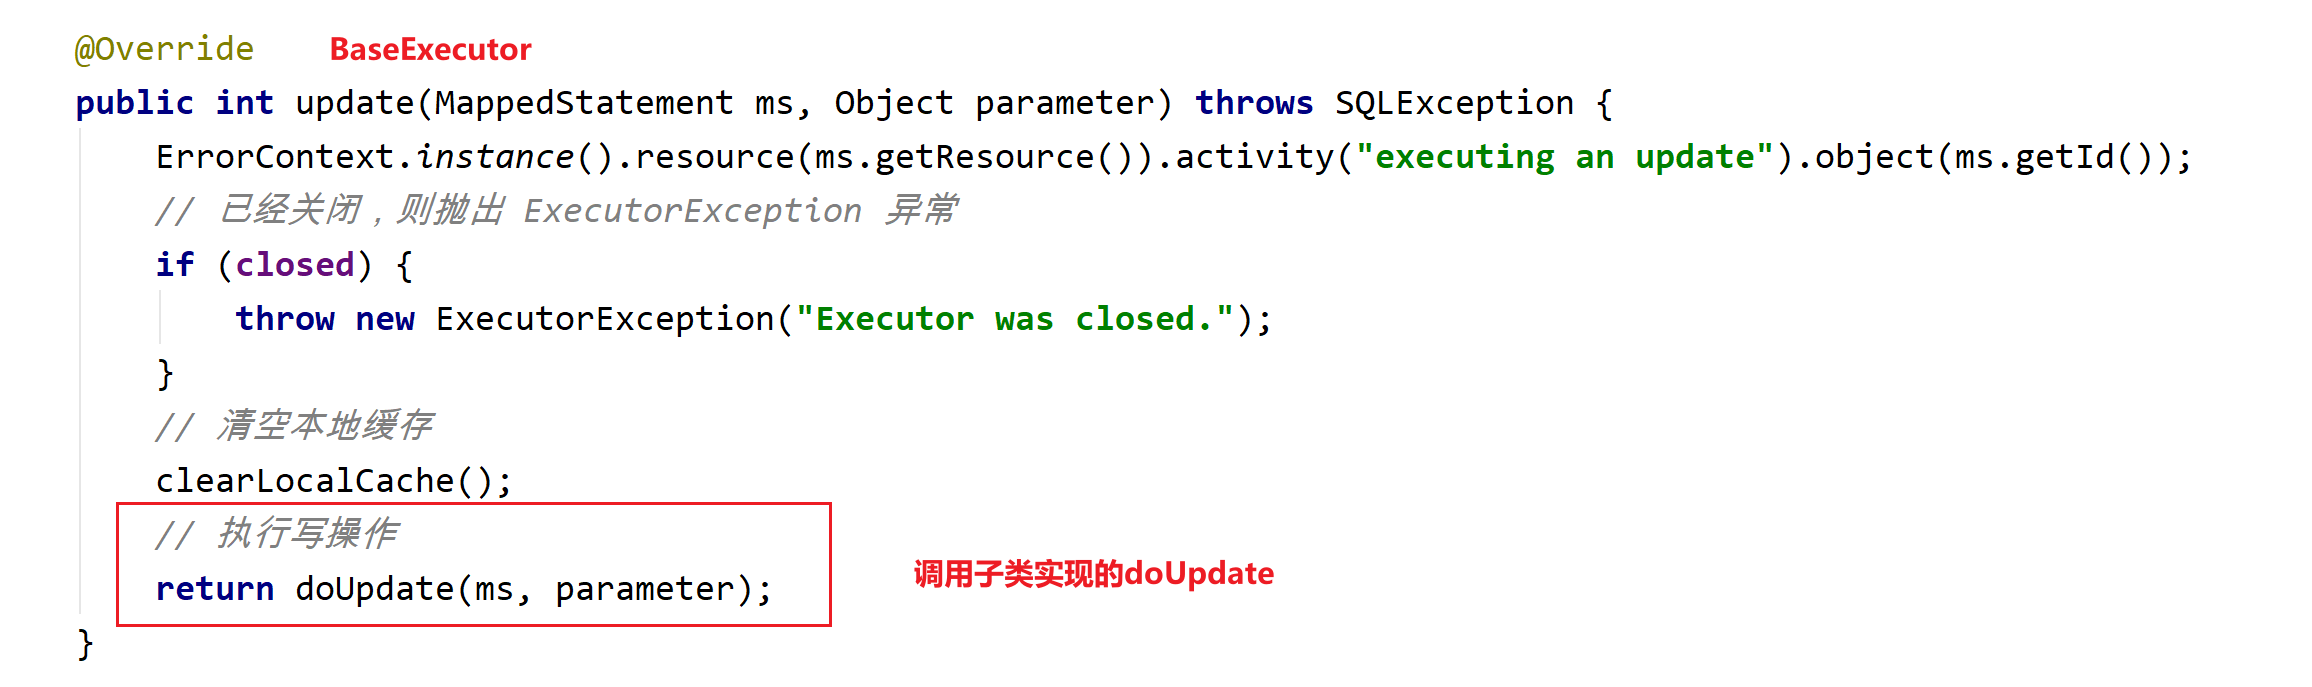 @Override BaseExecutor
public int update(MappedStatement ms, Object parameter) throws SQLException {
ErrorContext.instance().resource(ms.getResource()).activity("executing an update").object(ms.getId());
// 已经关闭，则抛出 ExecutorException 异常
if (closed) {
throw new ExecutorException("Executor was closed.");
}
// 清空本地缓存
clearLocalCache();
// 执行写操作
return doUpdate(ms, parameter);
调用子类实现的doUpdate
}